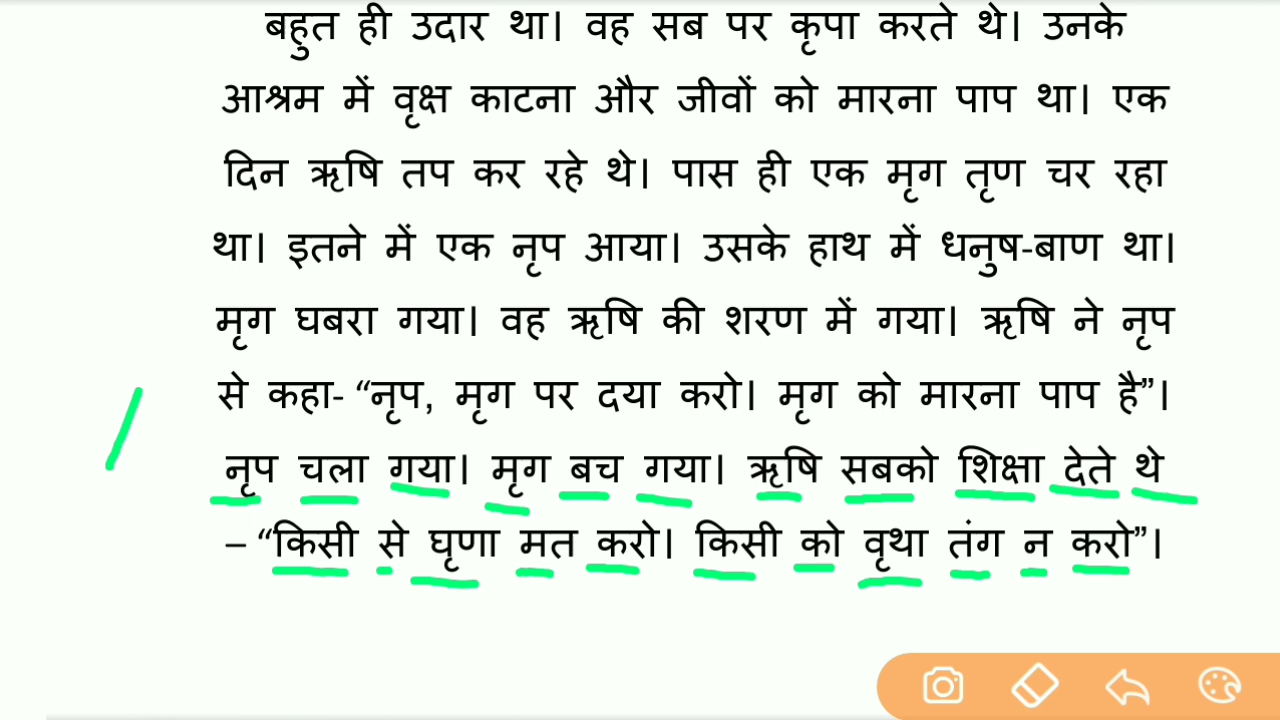 बहुत ही उदार था। वह सब पर कृपा करते थे। उनके
आश्रम में वृक्ष काटना और जीवों को मारना पाप था। एक
दिन ऋषि तप कर रहे थे। पास ही एक मृग तृण चर रहा
था। इतने में एक नृप आया। उसके हाथ में धनुष-बाण था।
मृग घबरा गया। वह ऋषि की शरण में गया। ऋषि ने नृप
से कहा- “नृप, मृग पर दया करो। मृग को मारना पाप है”।
नृप चला गया। मृग बच गया। ऋषि सबको शिक्षा देते थे
– “किसी से घृणा मत करो। किसी को वृथा तंग न करो”।